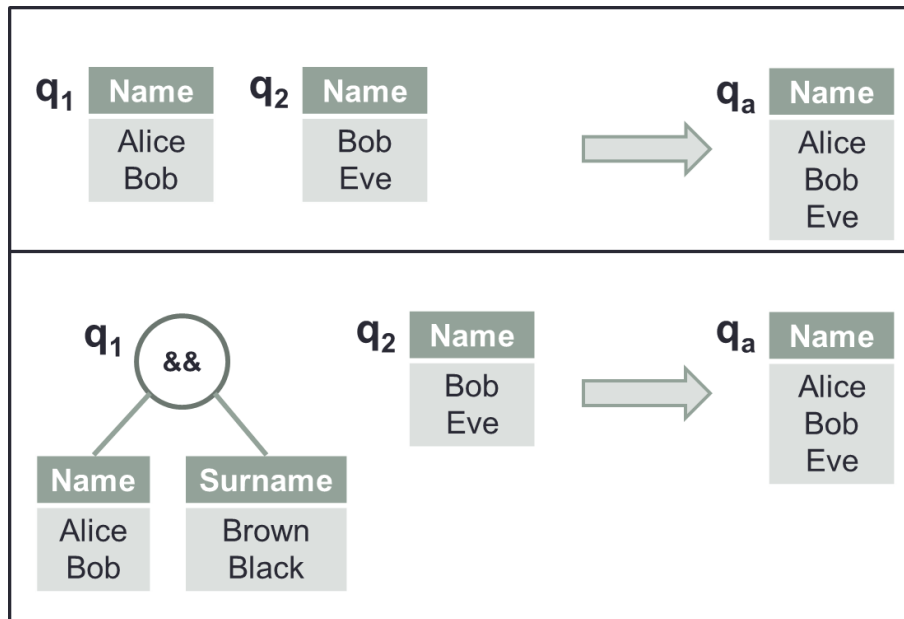 q1 Name q2 Name qa Name
Alice Bob Alice
Bob Eve Bob
Eve
q1 && q2 Name qa Name
Bob Alice
Eve Bob
Eve
Name Surname
Alice Brown
Bob Black